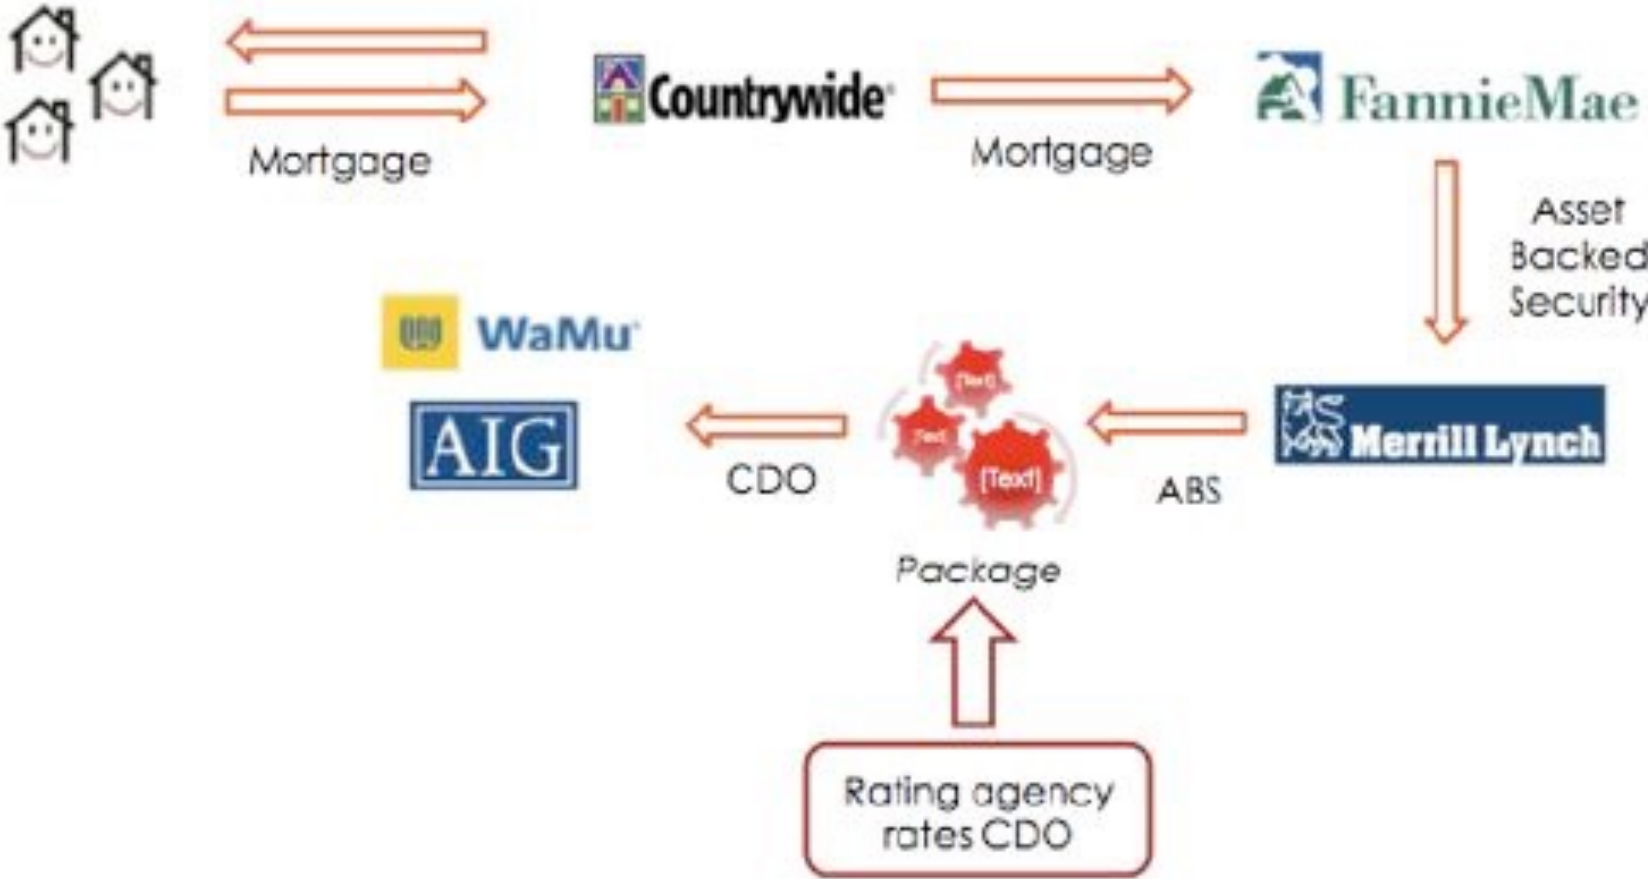 Countrywide
FannieMae
Mortgage
Mortgage
Asset
Backed
Security
WaMu
AIG
CDO
[Text]
[Text]
[Text]
ABS
Merrill Lynch
Package
Rating agency
rates CDO